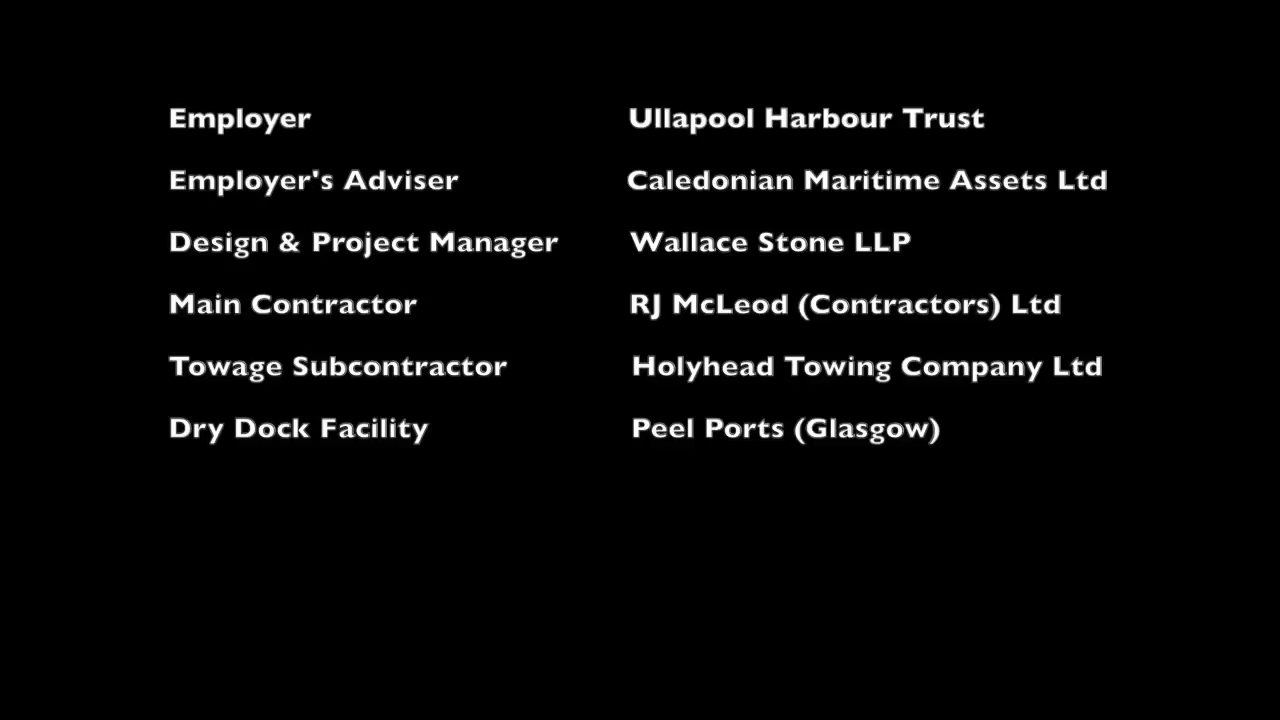 Employer Ullapool Harbour Trust
Employer's Adviser Caledonian Maritime Assets Ltd
Design & Project Manager Wallace Stone LLP
Main Contractor RJ McLeod (Contractors) Ltd
Towage Subcontractor Holyhead Towing Company Ltd
Dry Dock Facility Peel Ports (Glasgow)